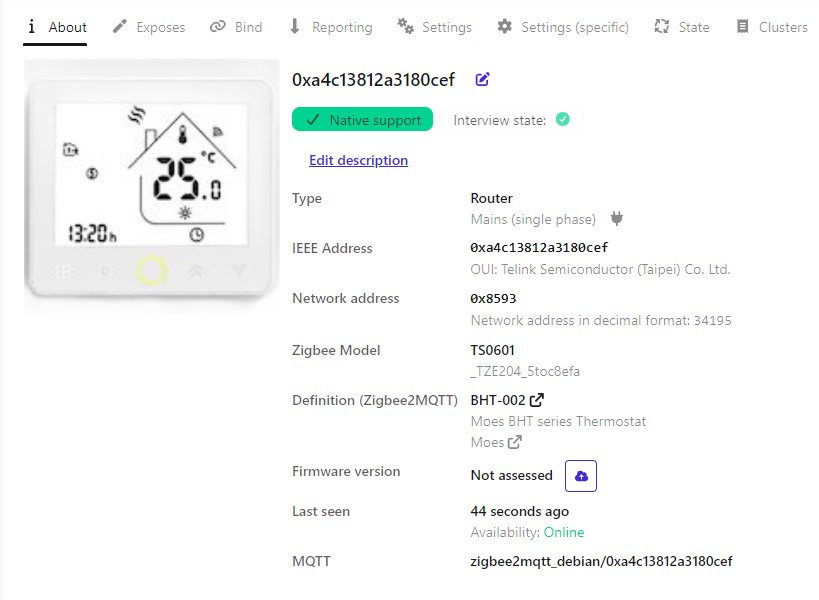 About Exposes Bind Reporting Settings Settings (specific) State Clusters
25.0 °C
13:20h
0xa4c13812a3180cef
Native support Interview state:
Edit description
Type Router
Mains (single phase)
IEEE Address 0xa4c13812a3180cef
OUI: Telink Semiconductor (Taipei) Co. Ltd.
Network address 0x8593
Network address in decimal format: 34195
Zigbee Model TS0601
_TZE204_5toc8efa
Definition (Zigbee2MQTT) BHT-002
Moes BHT series Thermostat
Moes
Firmware version Not assessed
Last seen 44 seconds ago
Availability: Online
MQTT zigbee2mqtt_debian/0xa4c13812a3180cef